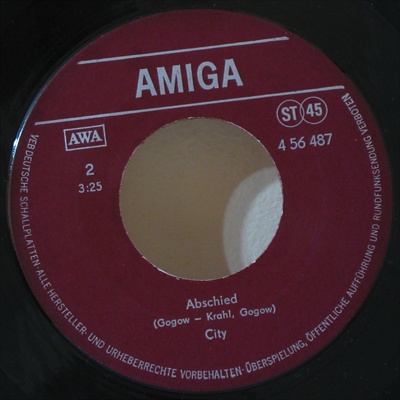 AMIGA
AWA
ST 45
2
3:25
4 56 487
Abschied
(Gogow – Krahl, Gogow)
City
VEB DEUTSCHE SCHALLPLATTEN · ALLE HERSTELLER- UND URHEBERRECHTE VORBEHALTEN · ÜBERSPIELUNG, ÖFFENTLICHE AUFFÜHRUNG UND RUNDFUNKSENDUNG VERBOTEN